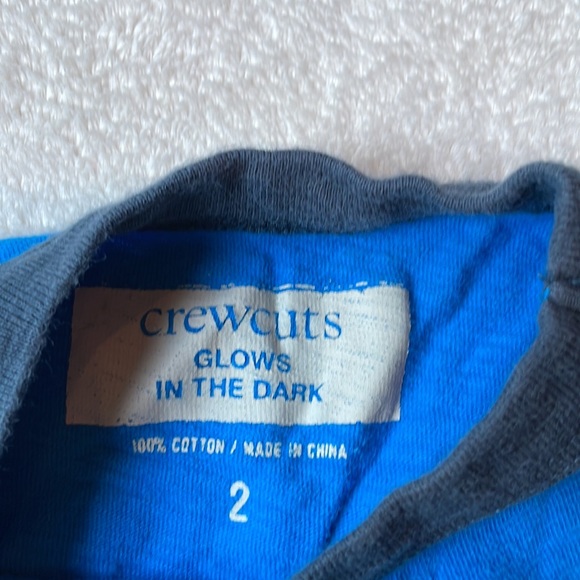 crewcuts
GLOWS
IN THE DARK
100% COTTON / MADE IN CHINA
2